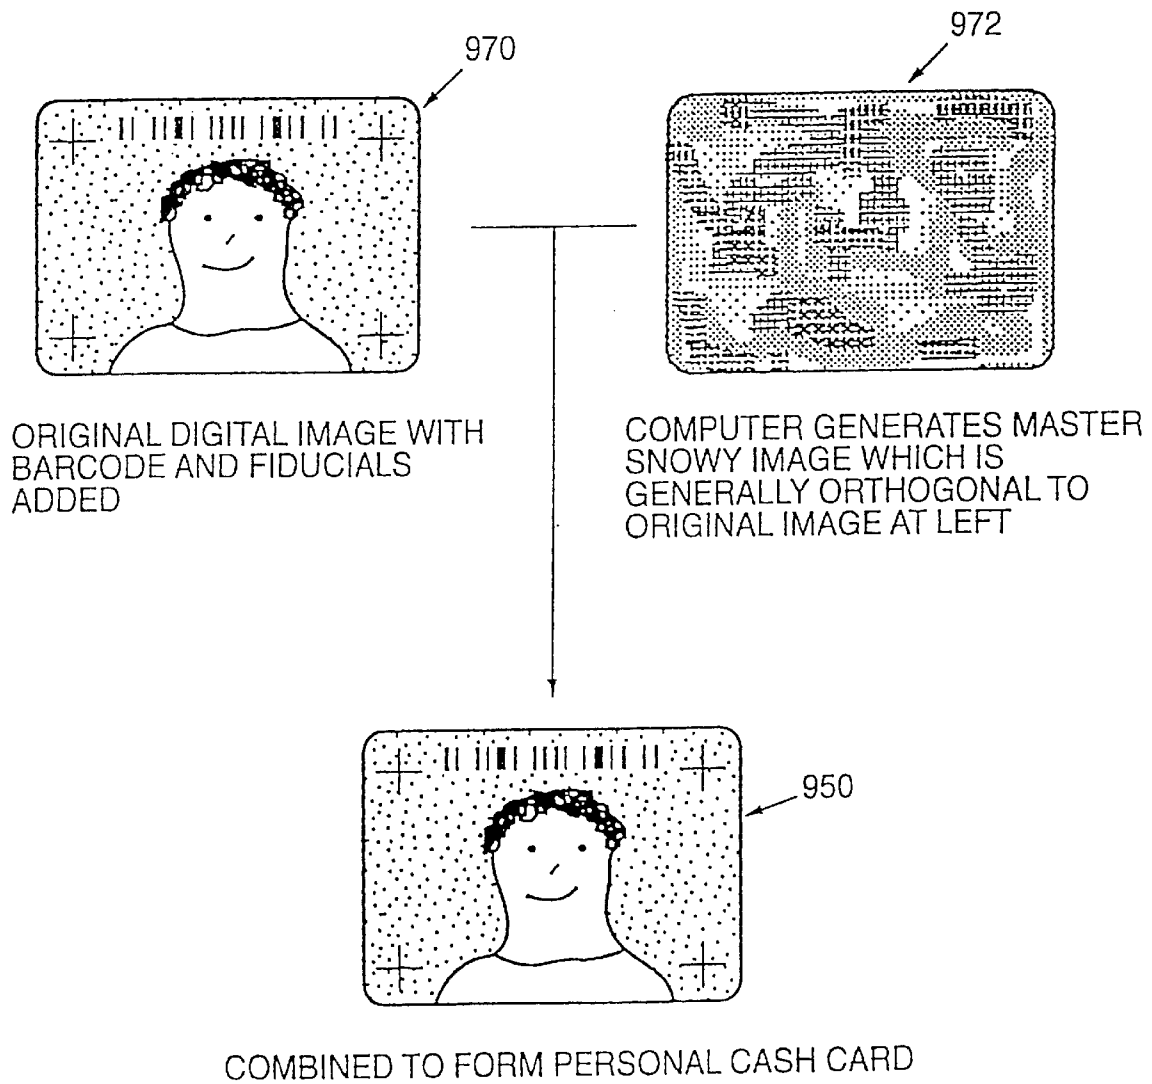 970
972
ORIGINAL DIGITAL IMAGE WITH
BARCODE AND FIDUCIALS
ADDED
COMPUTER GENERATES MASTER
SNOWY IMAGE WHICH IS
GENERALLY ORTHOGONAL TO
ORIGINAL IMAGE AT LEFT
950
COMBINED TO FORM PERSONAL CASH CARD